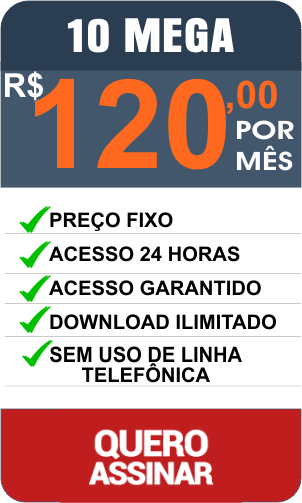 10 MEGA
R$ 120,00
POR
MÊS
PREÇO FIXO
ACESSO 24 HORAS
ACESSO GARANTIDO
DOWNLOAD ILIMITADO
SEM USO DE LINHA
TELEFÔNICA
QUERO
ASSINAR